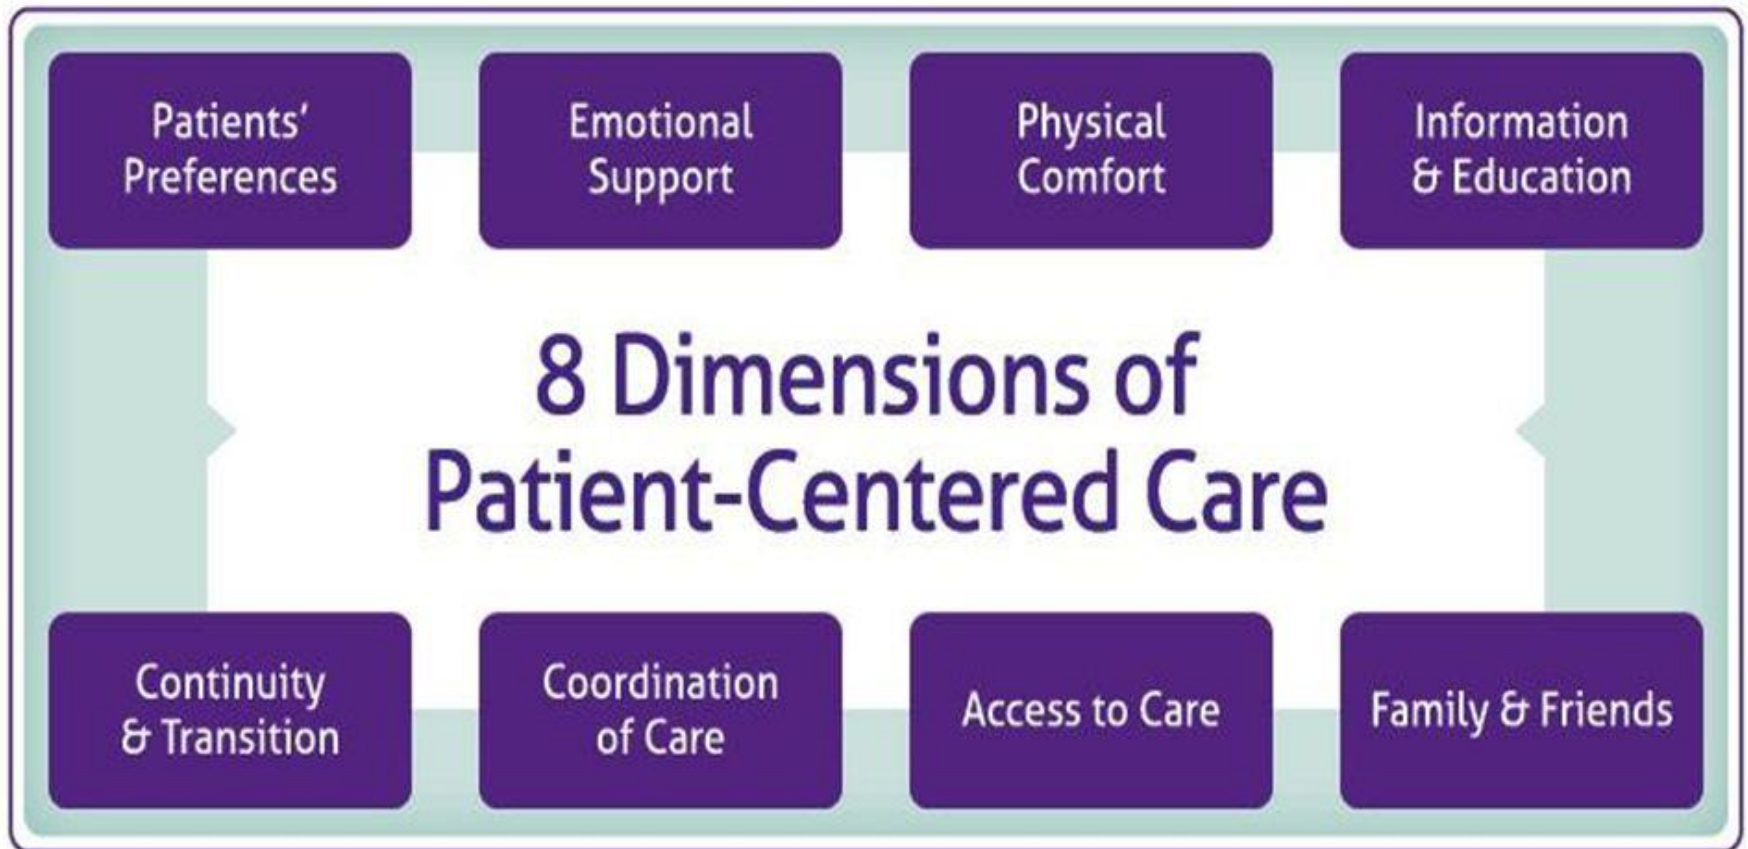 Patients’
Preferences
Emotional
Support
Physical
Comfort
Information
& Education
8 Dimensions of
Patient-Centered Care
Continuity
& Transition
Coordination
of Care
Access to Care
Family & Friends